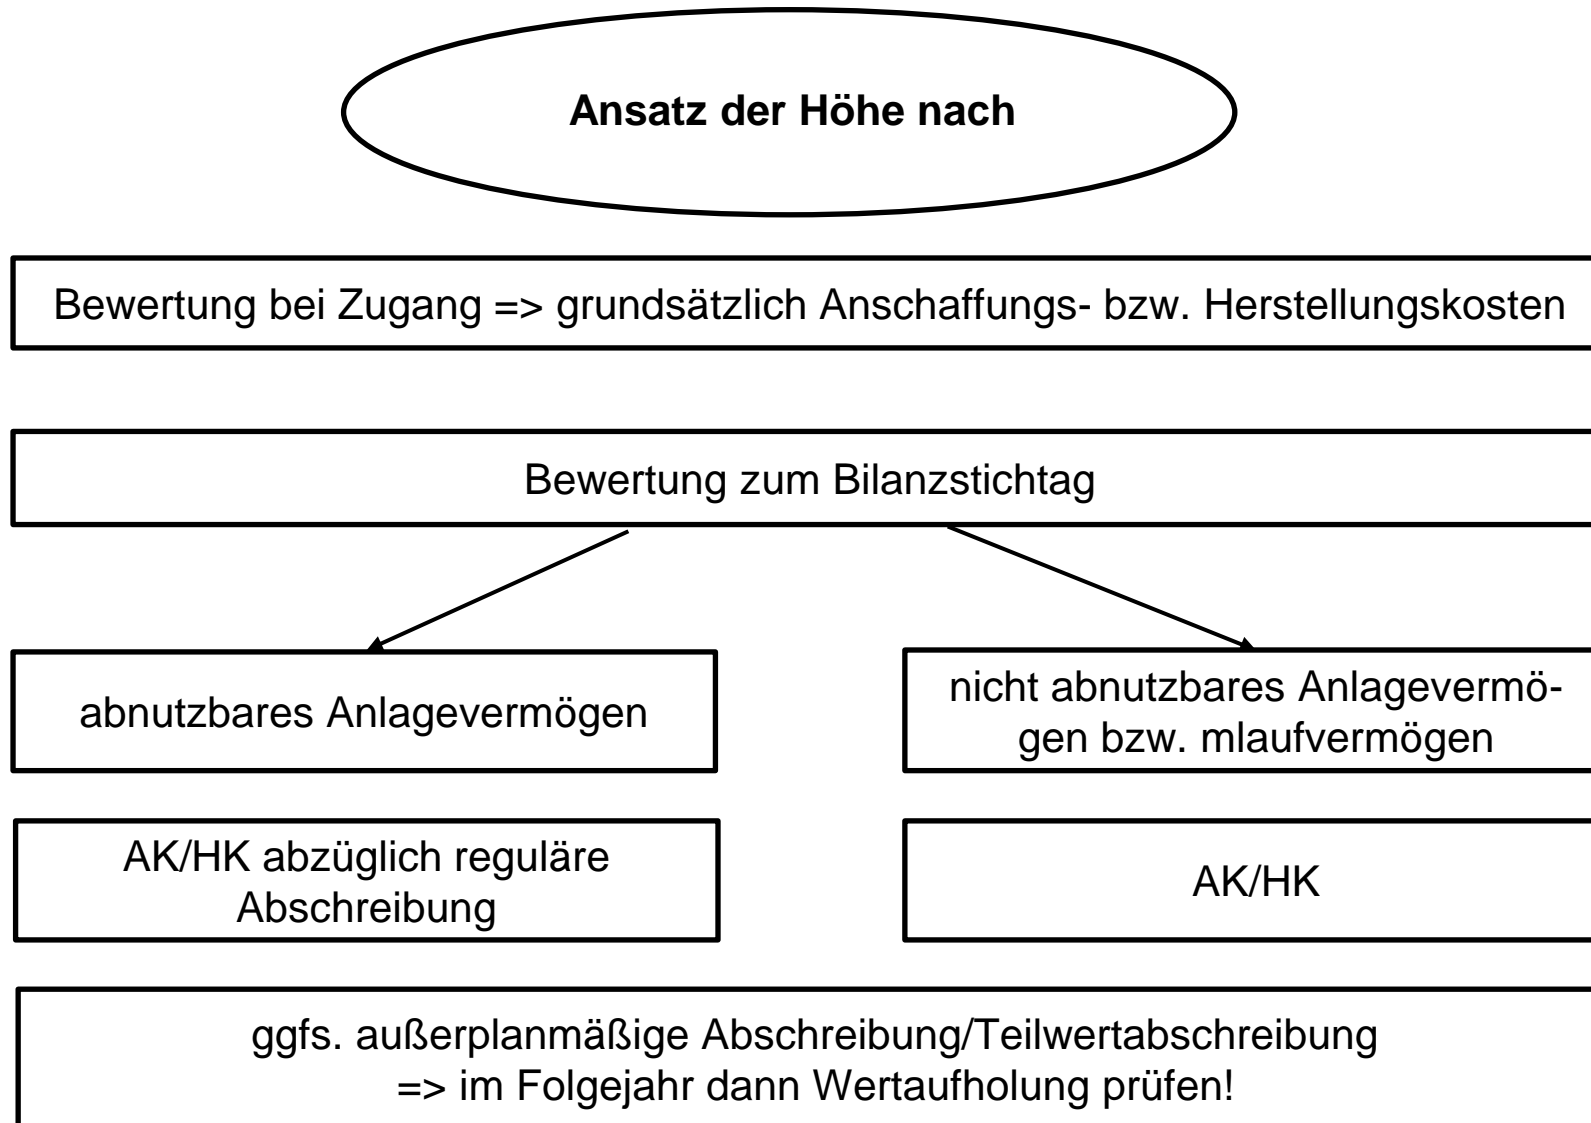 Ansatz der Höhe nach
Bewertung bei Zugang => grundsätzlich Anschaffungs- bzw. Herstellungskosten
Bewertung zum Bilanzstichtag
abnutzbares Anlagevermögen
nicht abnutzbares Anlagevermö-
gen bzw. mlaufvermögen
AK/HK abzüglich reguläre
Abschreibung
AK/HK
ggfs. außerplanmäßige Abschreibung/Teilwertabschreibung
=> im Folgejahr dann Wertaufholung prüfen!